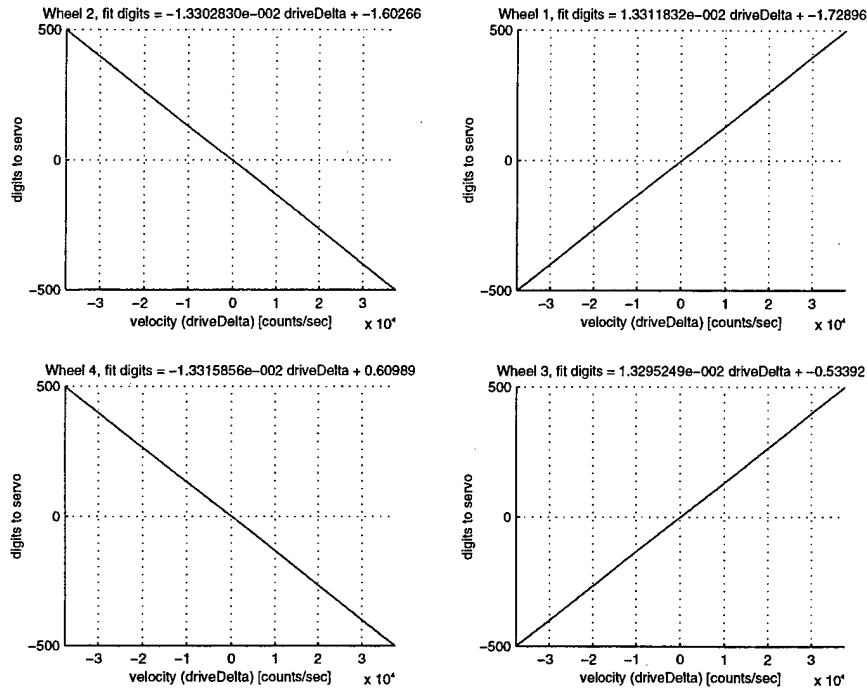 Wheel 2, fit digits = −1.3302830e−002 driveDelta + −1.60266
500
0
−500
digits to servo
−3 −2 −1 0 1 2 3
velocity (driveDelta) [counts/sec]
x 10⁴
Wheel 1, fit digits = 1.3311832e−002 driveDelta + −1.72896
500
0
−500
digits to servo
−3 −2 −1 0 1 2 3
velocity (driveDelta) [counts/sec]
x 10⁴
Wheel 4, fit digits = −1.3315856e−002 driveDelta + 0.60989
500
0
−500
digits to servo
−3 −2 −1 0 1 2 3
velocity (driveDelta) [counts/sec]
x 10⁴
Wheel 3, fit digits = 1.3295249e−002 driveDelta + −0.53392
500
0
−500
digits to servo
−3 −2 −1 0 1 2 3
velocity (driveDelta) [counts/sec]
x 10⁴